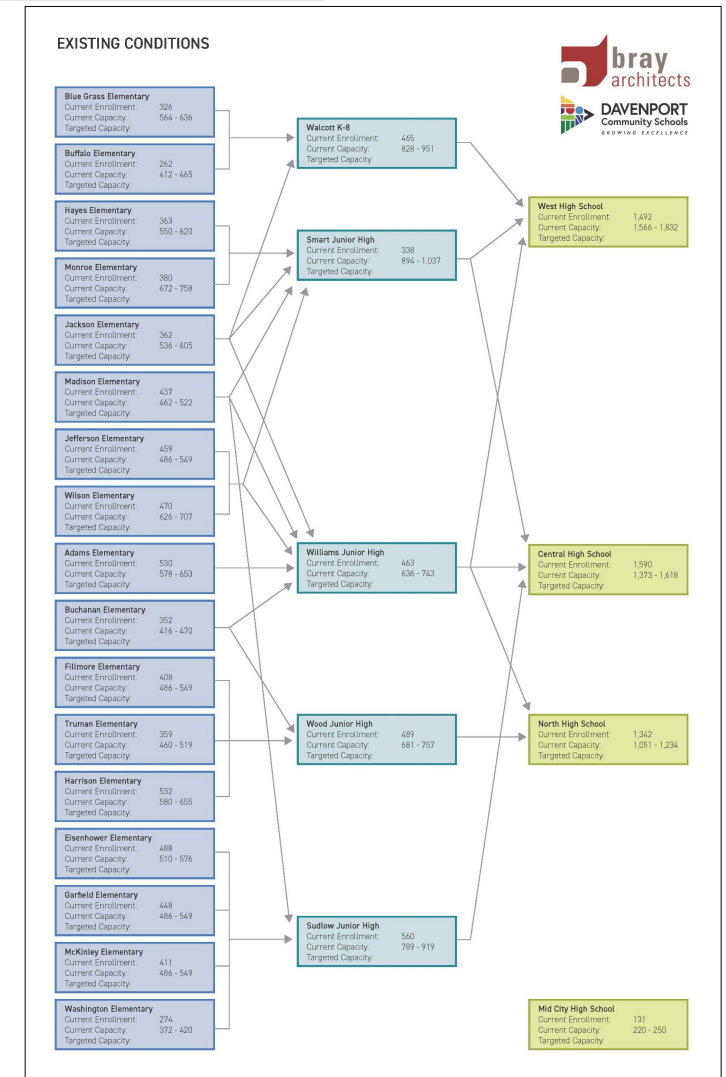 EXISTING CONDITIONS
bray
architects
DAVENPORT
Community Schools
GROWING EXCELLENCE
Blue Grass Elementary
Current Enrollment: 326
Current Capacity: 564 - 636
Targeted Capacity:
Buffalo Elementary
Current Enrollment: 262
Current Capacity: 412 - 465
Targeted Capacity:
Hayes Elementary
Current Enrollment: 363
Current Capacity: 550 - 620
Targeted Capacity:
Monroe Elementary
Current Enrollment: 380
Current Capacity: 672 - 758
Targeted Capacity:
Jackson Elementary
Current Enrollment: 362
Current Capacity: 536 - 605
Targeted Capacity:
Madison Elementary
Current Enrollment: 437
Current Capacity: 462 - 522
Targeted Capacity:
Jefferson Elementary
Current Enrollment: 459
Current Capacity: 486 - 549
Targeted Capacity:
Wilson Elementary
Current Enrollment: 470
Current Capacity: 626 - 707
Targeted Capacity:
Adams Elementary
Current Enrollment: 530
Current Capacity: 578 - 653
Targeted Capacity:
Buchanan Elementary
Current Enrollment: 352
Current Capacity: 416 - 470
Targeted Capacity:
Fillmore Elementary
Current Enrollment: 408
Current Capacity: 486 - 549
Targeted Capacity:
Truman Elementary
Current Enrollment: 359
Current Capacity: 460 - 519
Targeted Capacity:
Harrison Elementary
Current Enrollment: 532
Current Capacity: 580 - 655
Targeted Capacity:
Eisenhower Elementary
Current Enrollment: 488
Current Capacity: 510 - 576
Targeted Capacity:
Garfield Elementary
Current Enrollment: 448
Current Capacity: 486 - 549
Targeted Capacity:
McKinley Elementary
Current Enrollment: 411
Current Capacity: 486 - 549
Targeted Capacity:
Washington Elementary
Current Enrollment: 274
Current Capacity: 372 - 420
Targeted Capacity:
Walcott K-8
Current Enrollment: 465
Current Capacity: 828 - 951
Targeted Capacity:
Smart Junior High
Current Enrollment: 338
Current Capacity: 894 - 1,037
Targeted Capacity:
Williams Junior High
Current Enrollment: 463
Current Capacity: 636 - 743
Targeted Capacity:
Wood Junior High
Current Enrollment: 489
Current Capacity: 681 - 757
Targeted Capacity:
Sudlow Junior High
Current Enrollment: 560
Current Capacity: 789 - 919
Targeted Capacity:
West High School
Current Enrollment: 1,492
Current Capacity: 1,566 - 1,832
Targeted Capacity:
Central High School
Current Enrollment: 1,590
Current Capacity: 1,373 - 1,618
Targeted Capacity:
North High School
Current Enrollment: 1,342
Current Capacity: 1,051 - 1,234
Targeted Capacity:
Mid City High School
Current Enrollment: 131
Current Capacity: 220 - 250
Targeted Capacity: